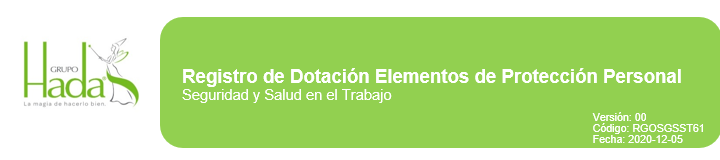 GRUPO
Hada
La magia de hacerlo bien.
Registro de Dotación Elementos de Protección Personal
Seguridad y Salud en el Trabajo
Versión: 00
Código: RGOSGSST61
Fecha: 2020-12-05